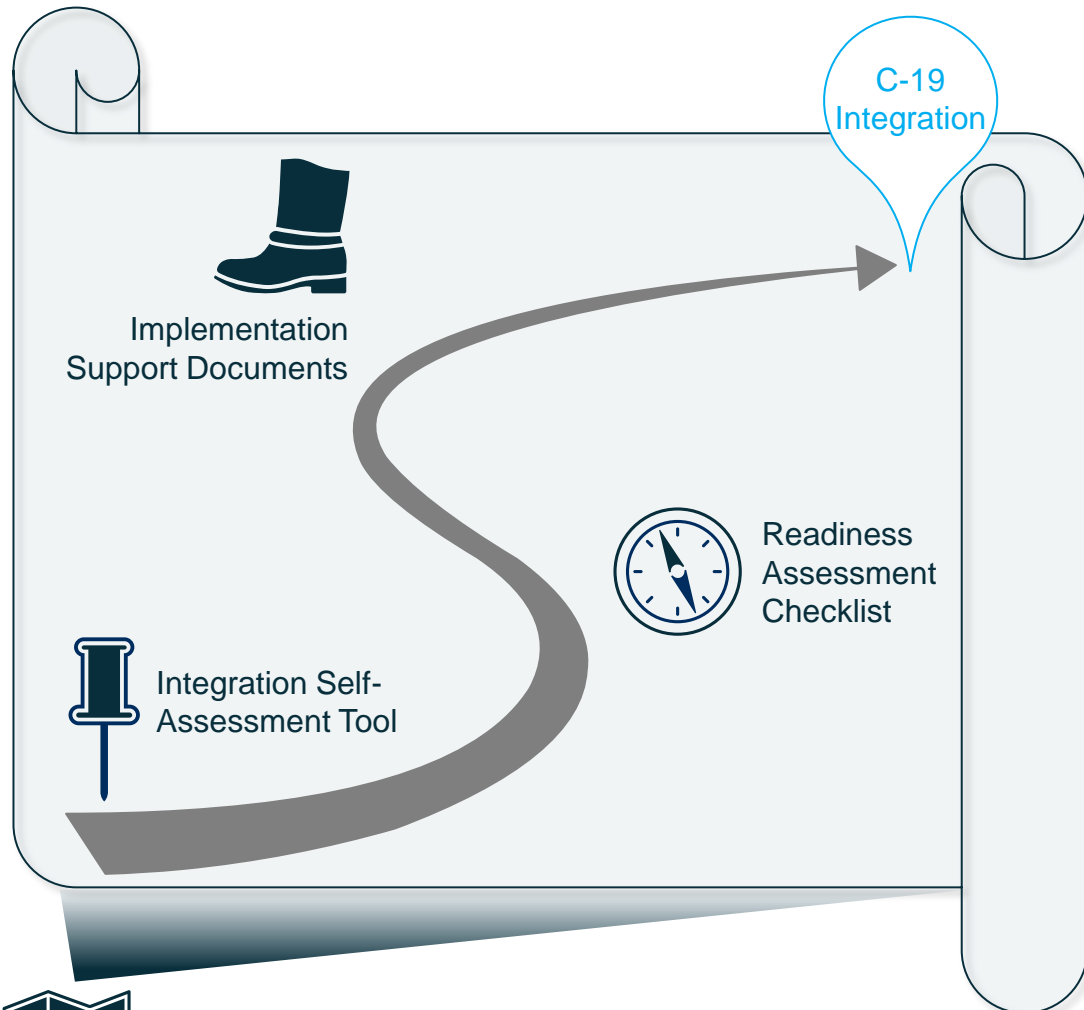 C-19
Integration
Implementation
Support Documents
Readiness
Assessment
Checklist
Integration Self-
Assessment Tool